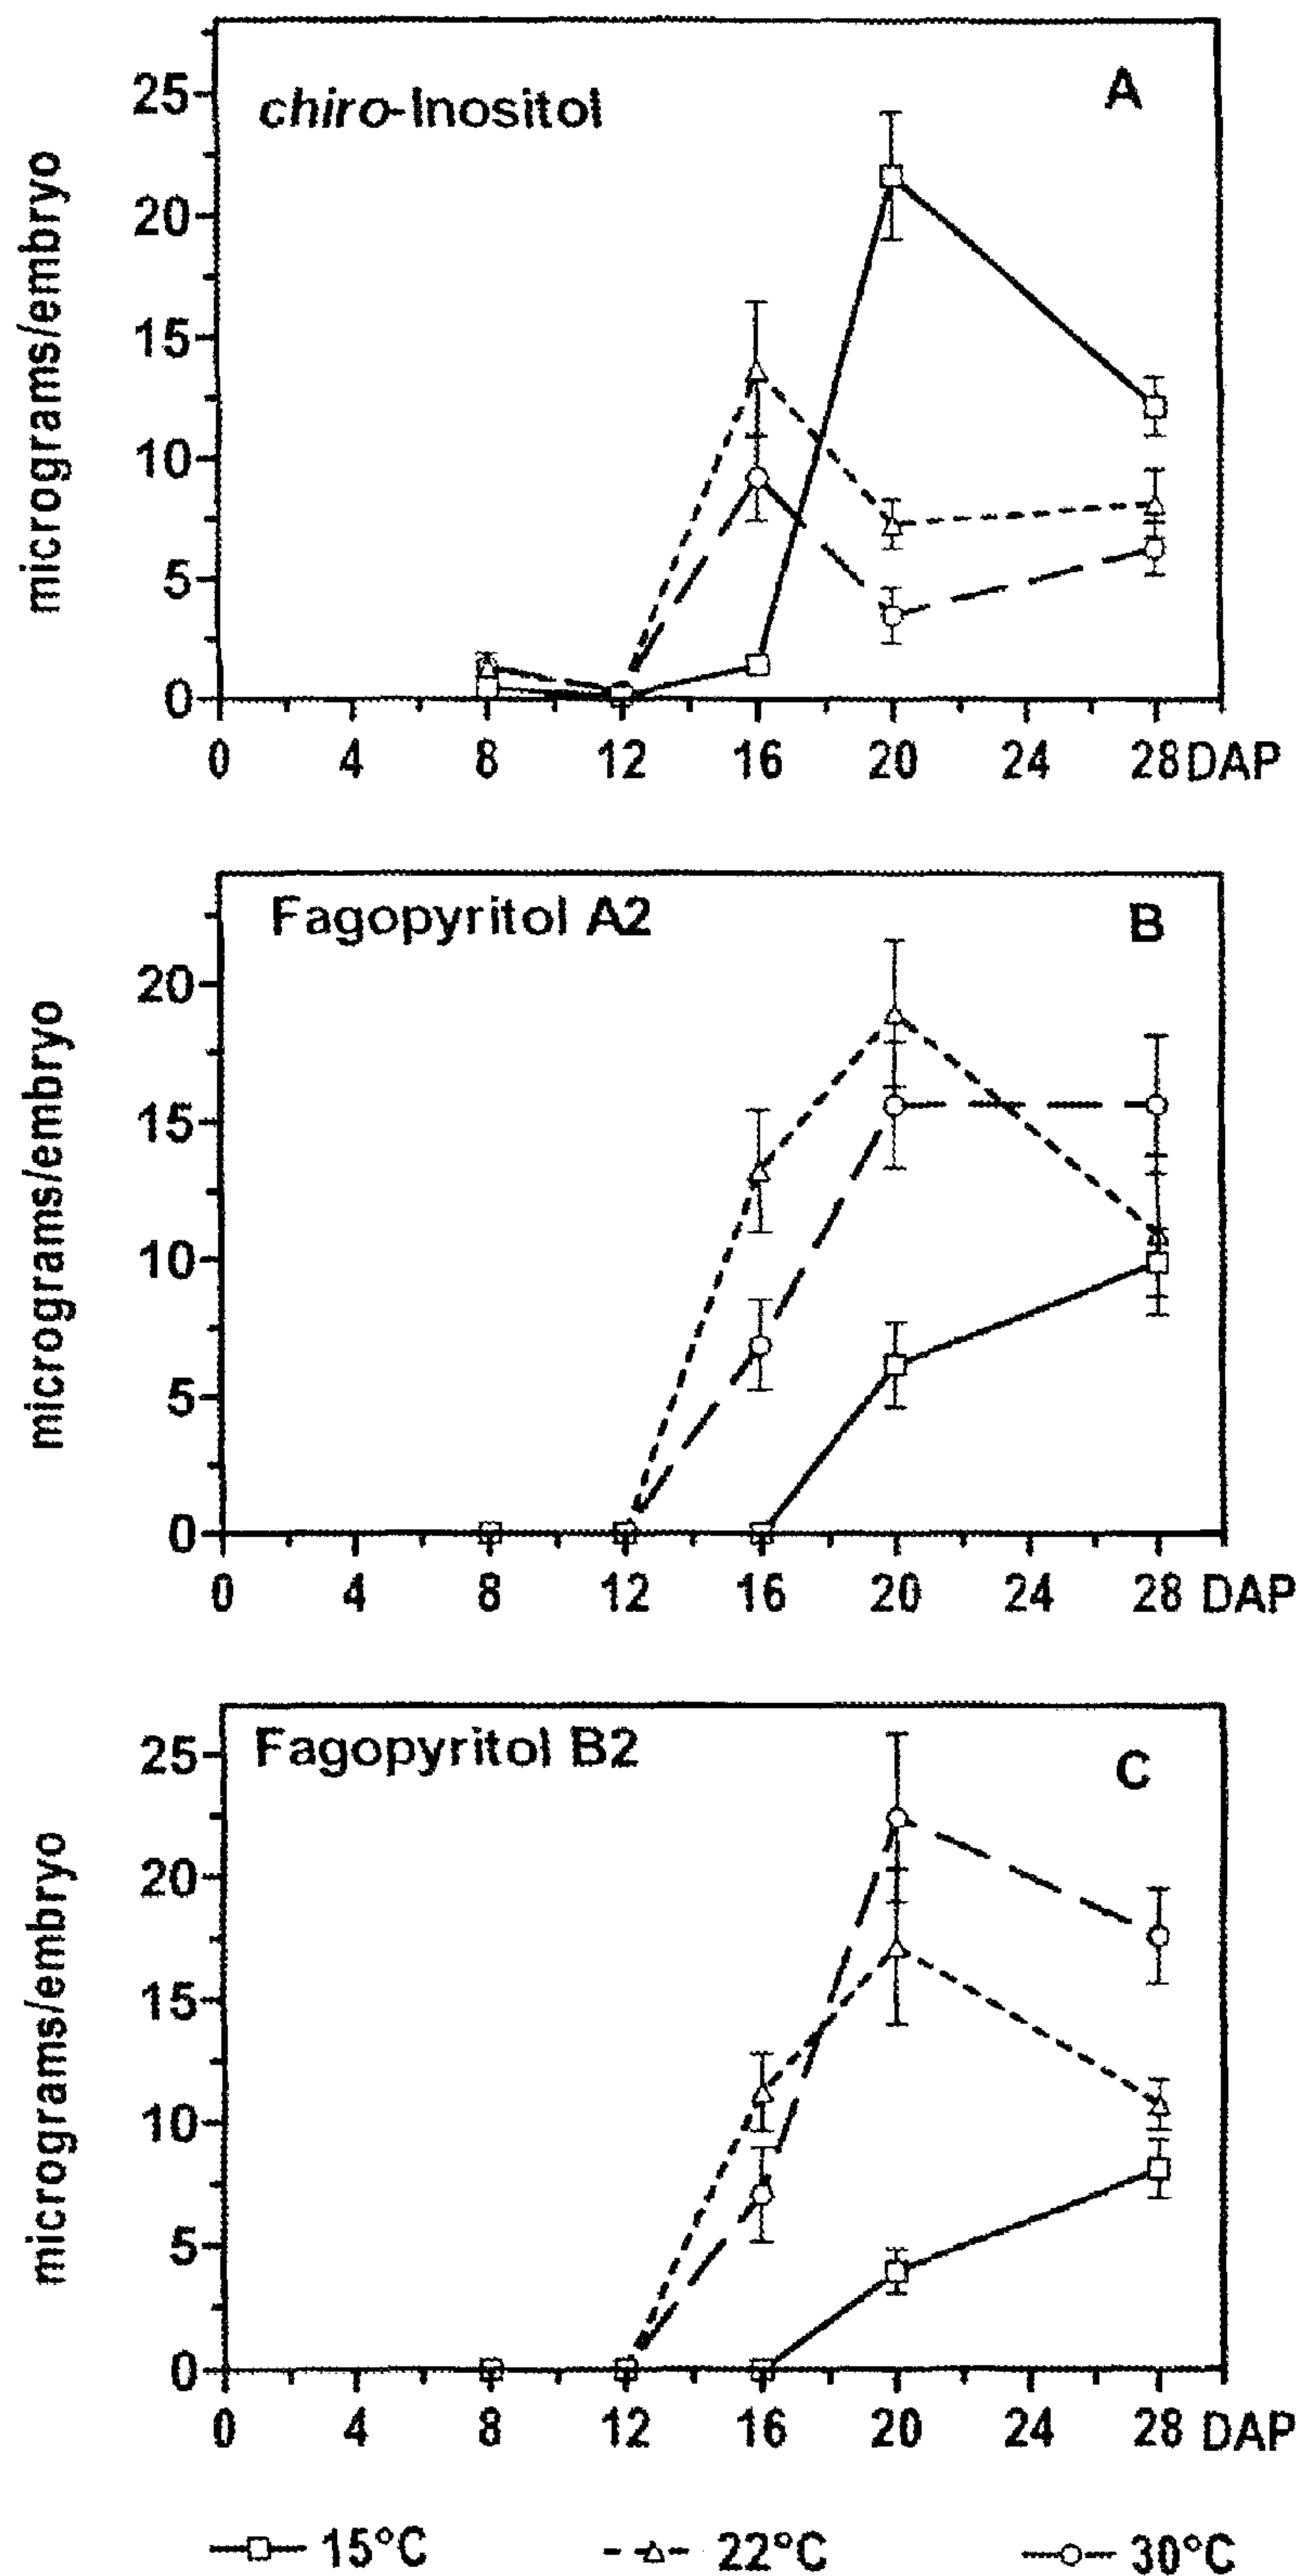 chiro-Inositol A
micrograms/embryo
25
20
15
10
5
0
0 4 8 12 16 20 24 28 DAP
Fagopyritol A2 B
micrograms/embryo
20
15
10
5
0
0 4 8 12 16 20 24 28 DAP
Fagopyritol B2 C
micrograms/embryo
25
20
15
10
5
0
0 4 8 12 16 20 24 28 DAP
15°C 22°C 30°C